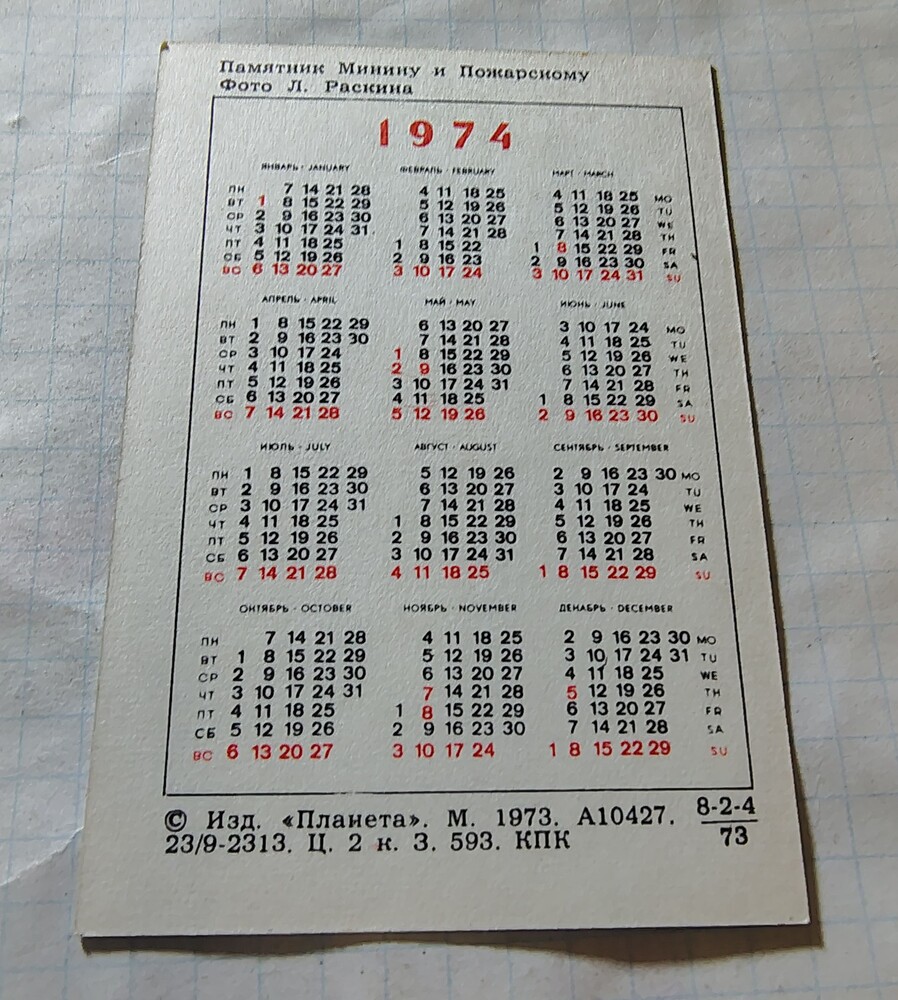 Памятник Минину и Пожарскому
Фото Л. Раскина
1974
ЯНВАРЬ · JANUARY ФЕВРАЛЬ · FEBRUARY МАРТ · MARCH
ПН 7 14 21 28 4 11 18 25 4 11 18 25 MO
ВТ 1 8 15 22 29 5 12 19 26 5 12 19 26 TU
СР 2 9 16 23 30 6 13 20 27 6 13 20 27 WE
ЧТ 3 10 17 24 31 7 14 21 28 7 14 21 28 TH
ПТ 4 11 18 25 1 8 15 22 1 8 15 22 29 FR
СБ 5 12 19 26 2 9 16 23 2 9 16 23 30 SA
ВС 6 13 20 27 3 10 17 24 3 10 17 24 31 SU
АПРЕЛЬ · APRIL МАЙ · MAY ИЮНЬ · JUNE
ПН 1 8 15 22 29 6 13 20 27 3 10 17 24 MO
ВТ 2 9 16 23 30 7 14 21 28 4 11 18 25 TU
СР 3 10 17 24 1 8 15 22 29 5 12 19 26 WE
ЧТ 4 11 18 25 2 9 16 23 30 6 13 20 27 TH
ПТ 5 12 19 26 3 10 17 24 31 7 14 21 28 FR
СБ 6 13 20 27 4 11 18 25 1 8 15 22 29 SA
ВС 7 14 21 28 5 12 19 26 2 9 16 23 30 SU
ИЮЛЬ · JULY АВГУСТ · AUGUST СЕНТЯБРЬ · SEPTEMBER
ПН 1 8 15 22 29 5 12 19 26 2 9 16 23 30 MO
ВТ 2 9 16 23 30 6 13 20 27 3 10 17 24 TU
СР 3 10 17 24 31 7 14 21 28 4 11 18 25 WE
ЧТ 4 11 18 25 1 8 15 22 29 5 12 19 26 TH
ПТ 5 12 19 26 2 9 16 23 30 6 13 20 27 FR
СБ 6 13 20 27 3 10 17 24 31 7 14 21 28 SA
ВС 7 14 21 28 4 11 18 25 1 8 15 22 29 SU
ОКТЯБРЬ · OCTOBER НОЯБРЬ · NOVEMBER ДЕКАБРЬ · DECEMBER
ПН 7 14 21 28 4 11 18 25 2 9 16 23 30 MO
ВТ 1 8 15 22 29 5 12 19 26 3 10 17 24 31 TU
СР 2 9 16 23 30 6 13 20 27 4 11 18 25 WE
ЧТ 3 10 17 24 31 7 14 21 28 5 12 19 26 TH
ПТ 4 11 18 25 1 8 15 22 29 6 13 20 27 FR
СБ 5 12 19 26 2 9 16 23 30 7 14 21 28 SA
ВС 6 13 20 27 3 10 17 24 1 8 15 22 29 SU
© Изд. «Планета». М. 1973. А10427. 8-2-4
23/9-2313. Ц. 2 к. З. 593. КПК 73